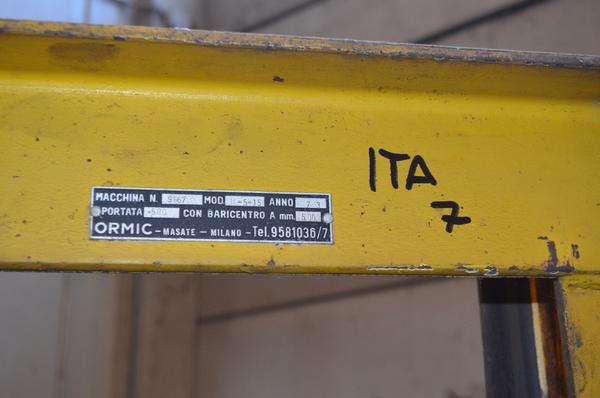 MACCHINA N. MOD. ANNO
PORTATA CON BARICENTRO A mm.
ORMIC - MASATE - MILANO - Tel. 9581036/7
ITA
7